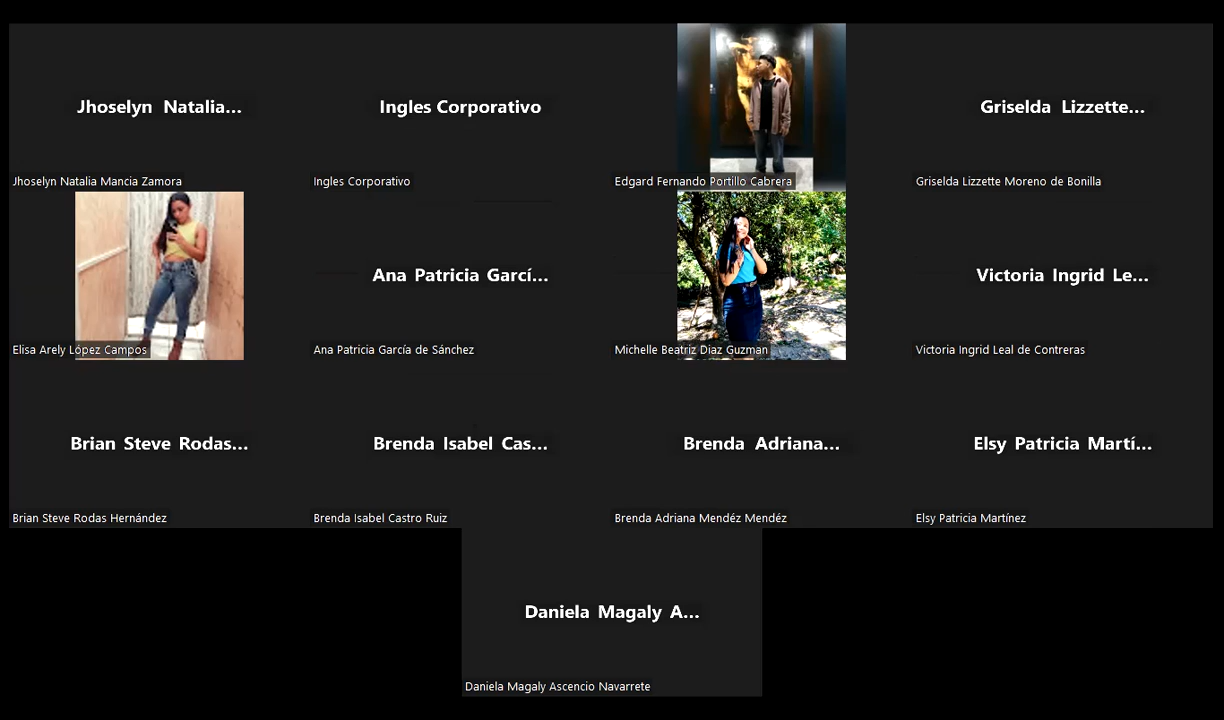 Jhoselyn Natalia...
Ingles Corporativo
Griselda Lizzette...
Jhoselyn Natalia Mancia Zamora
Ingles Corporativo
Edgard Fernando Portillo Cabrera
Griselda Lizzette Moreno de Bonilla
Ana Patricia Garcí...
Victoria Ingrid Le...
Elisa Arely López Campos
Ana Patricia García de Sánchez
Michelle Beatriz Diaz Guzman
Victoria Ingrid Leal de Contreras
Brian Steve Rodas...
Brenda Isabel Cas...
Brenda Adriana...
Elsy Patricia Martí...
Brian Steve Rodas Hernández
Brenda Isabel Castro Ruiz
Brenda Adriana Mendéz Mendéz
Elsy Patricia Martínez
Daniela Magaly A...
Daniela Magaly Ascencio Navarrete